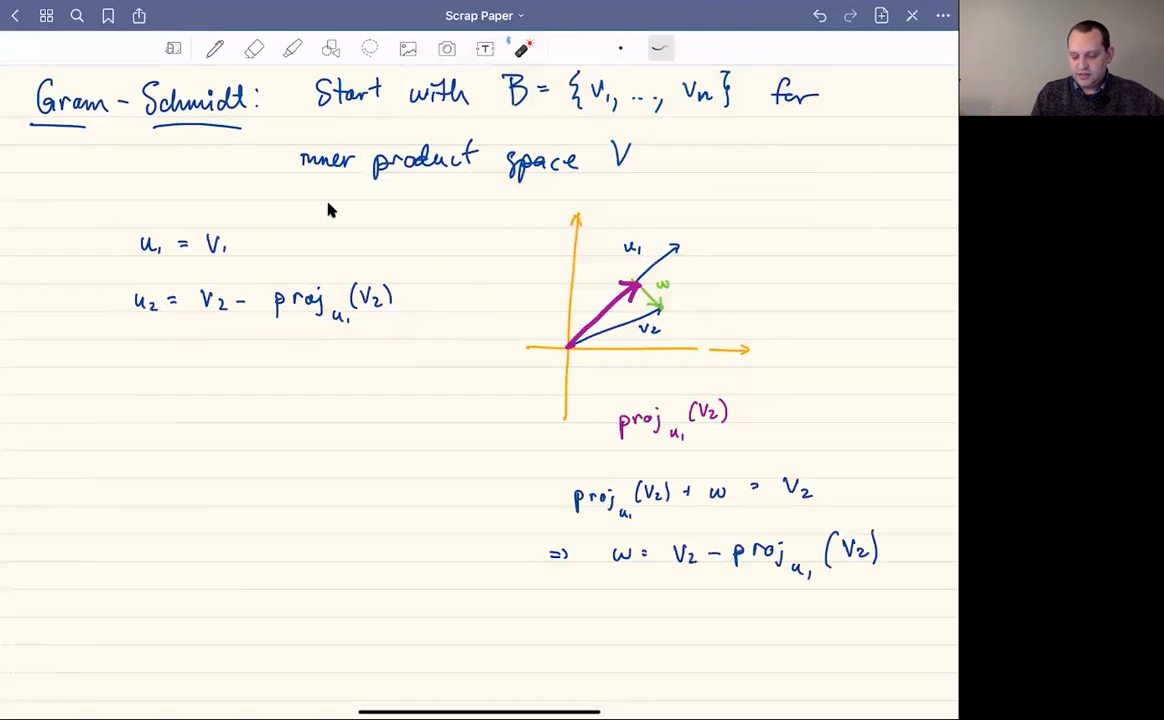 Scrap Paper
Gram - Schmidt: Start with B = {v₁, ..., vₙ} for
inner product space V
u₁ = v₁
u₂ = v₂ - proj_u₁(v₂)
u₁
w
v₂
proj_u₁(v₂)
proj_u₁(v₂) + w = v₂
⇒ w = v₂ - proj_u₁(v₂)